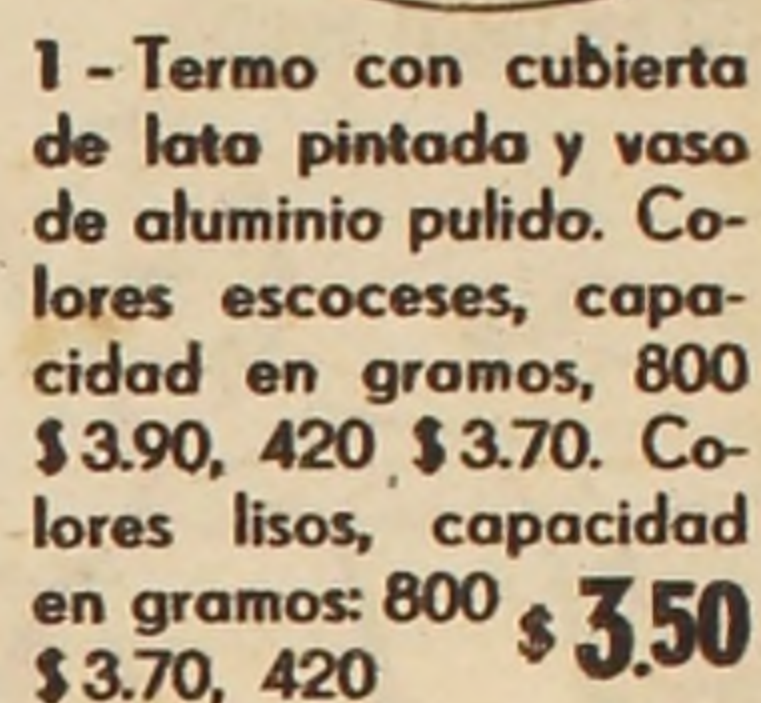 1 - Termo con cubierta
de lata pintada y vaso
de aluminio pulido. Co-
lores escoceses, capa-
cidad en gramos, 800
$ 3.90, 420 $ 3.70. Co-
lores lisos, capacidad
en gramos: 800
$ 3.70, 420 $ 3.50